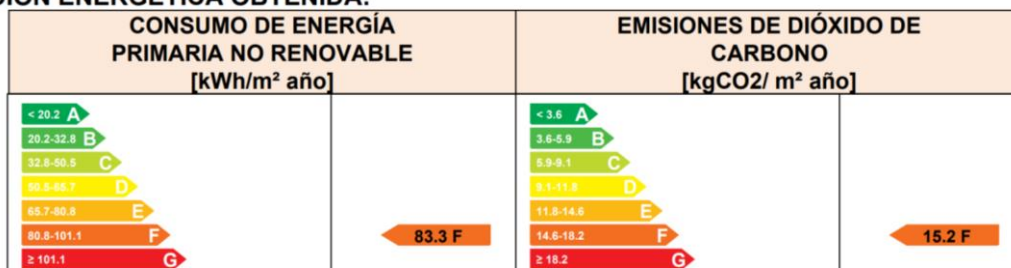 CONSUMO DE ENERGÍA
PRIMARIA NO RENOVABLE
[kWh/m² año]
< 20.2 A
20.2-32.8 B
32.8-50.5 C
50.5-65.7 D
65.7-80.8 E
80.8-101.1 F
≥ 101.1 G
83.3 F
EMISIONES DE DIÓXIDO DE
CARBONO
[kgCO2/ m² año]
< 3.6 A
3.6-5.9 B
5.9-9.1 C
9.1-11.8 D
11.8-14.6 E
14.6-18.2 F
≥ 18.2 G
15.2 F